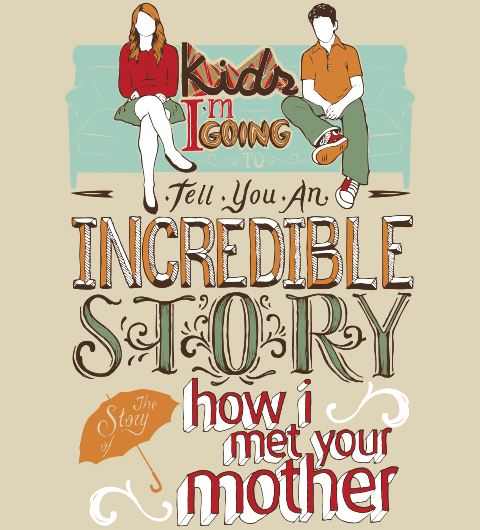 Kids
I'm
GOING
TO
Tell You An
INCREDIBLE
STORY
The
Story
of
how i
met your
mother